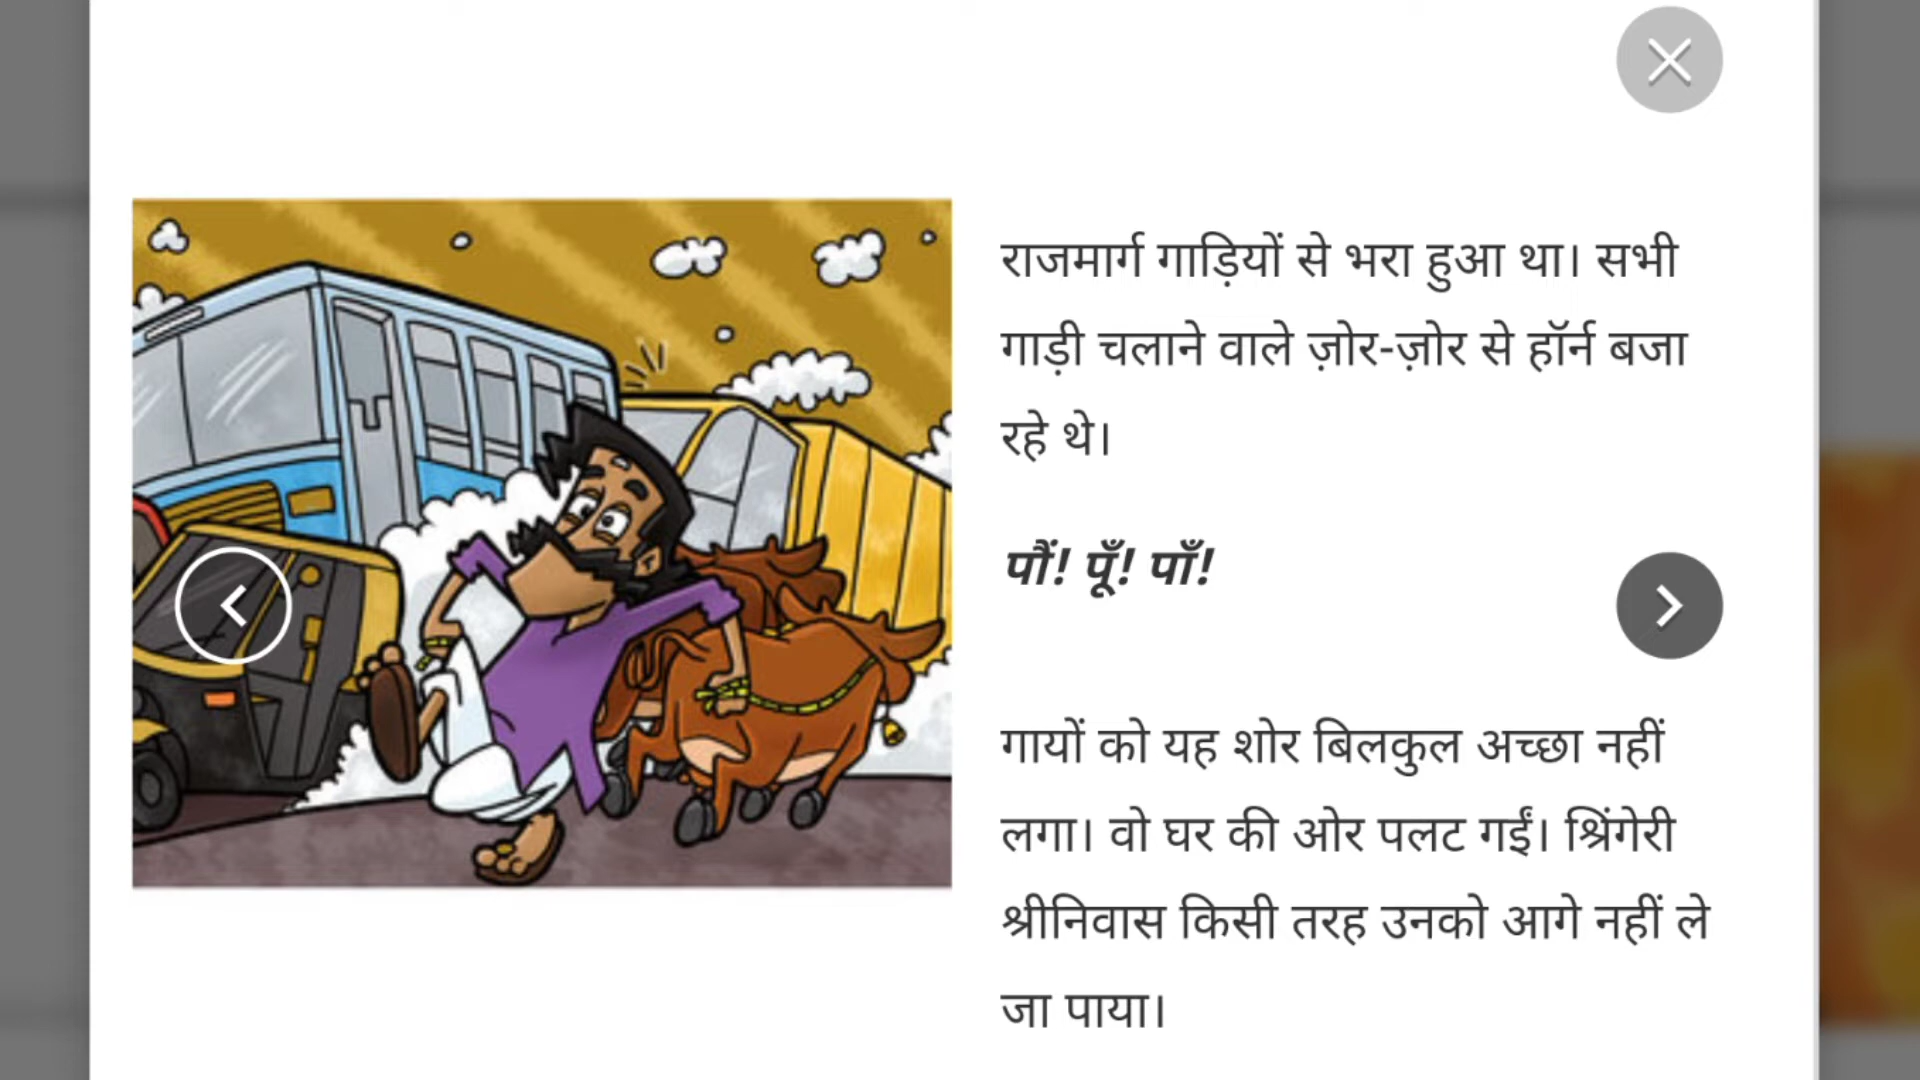 राजमार्ग गाड़ियों से भरा हुआ था। सभी
गाड़ी चलाने वाले ज़ोर-ज़ोर से हॉर्न बजा
रहे थे।
पौं! पूँ! पाँ!
गायों को यह शोर बिलकुल अच्छा नहीं
लगा। वो घर की ओर पलट गईं। श्रिंगेरी
श्रीनिवास किसी तरह उनको आगे नहीं ले
जा पाया।